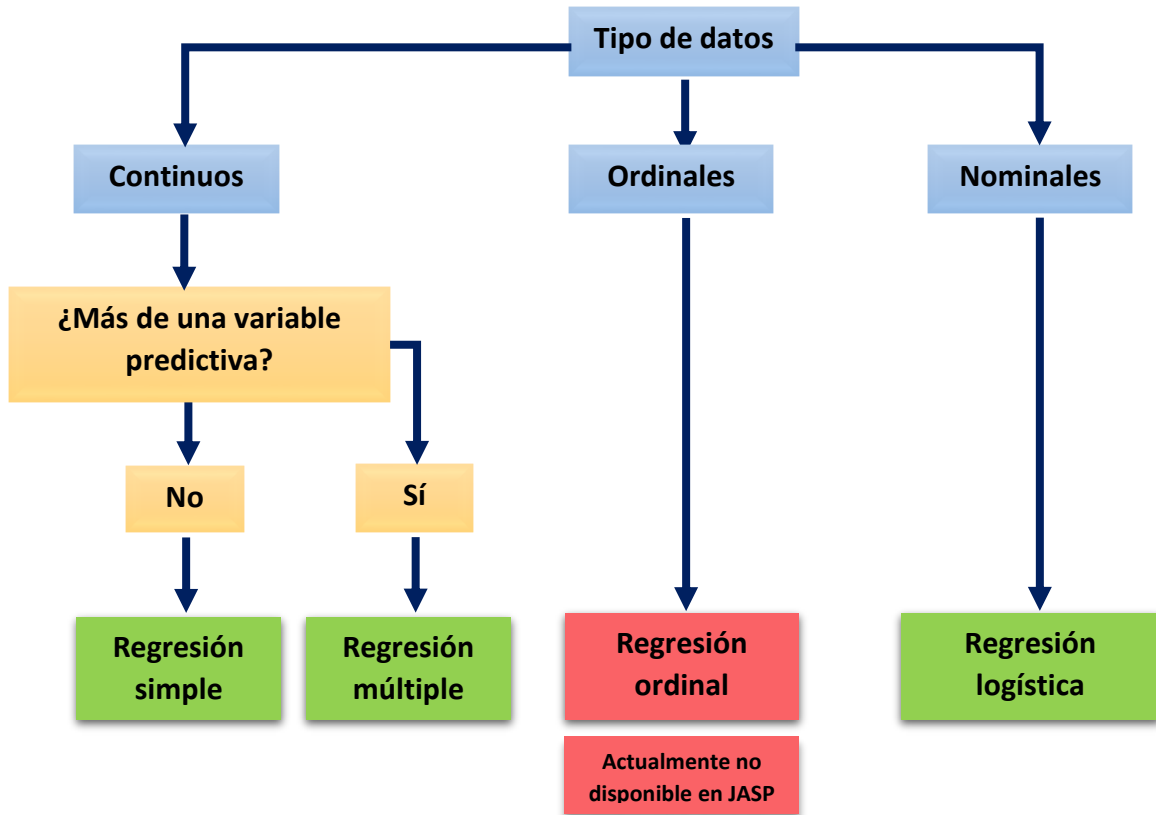 Tipo de datos
Continuos
Ordinales
Nominales
¿Más de una variable
predictiva?
No
Sí
Regresión
simple
Regresión
múltiple
Regresión
ordinal
Regresión
logística
Actualmente no
disponible en JASP